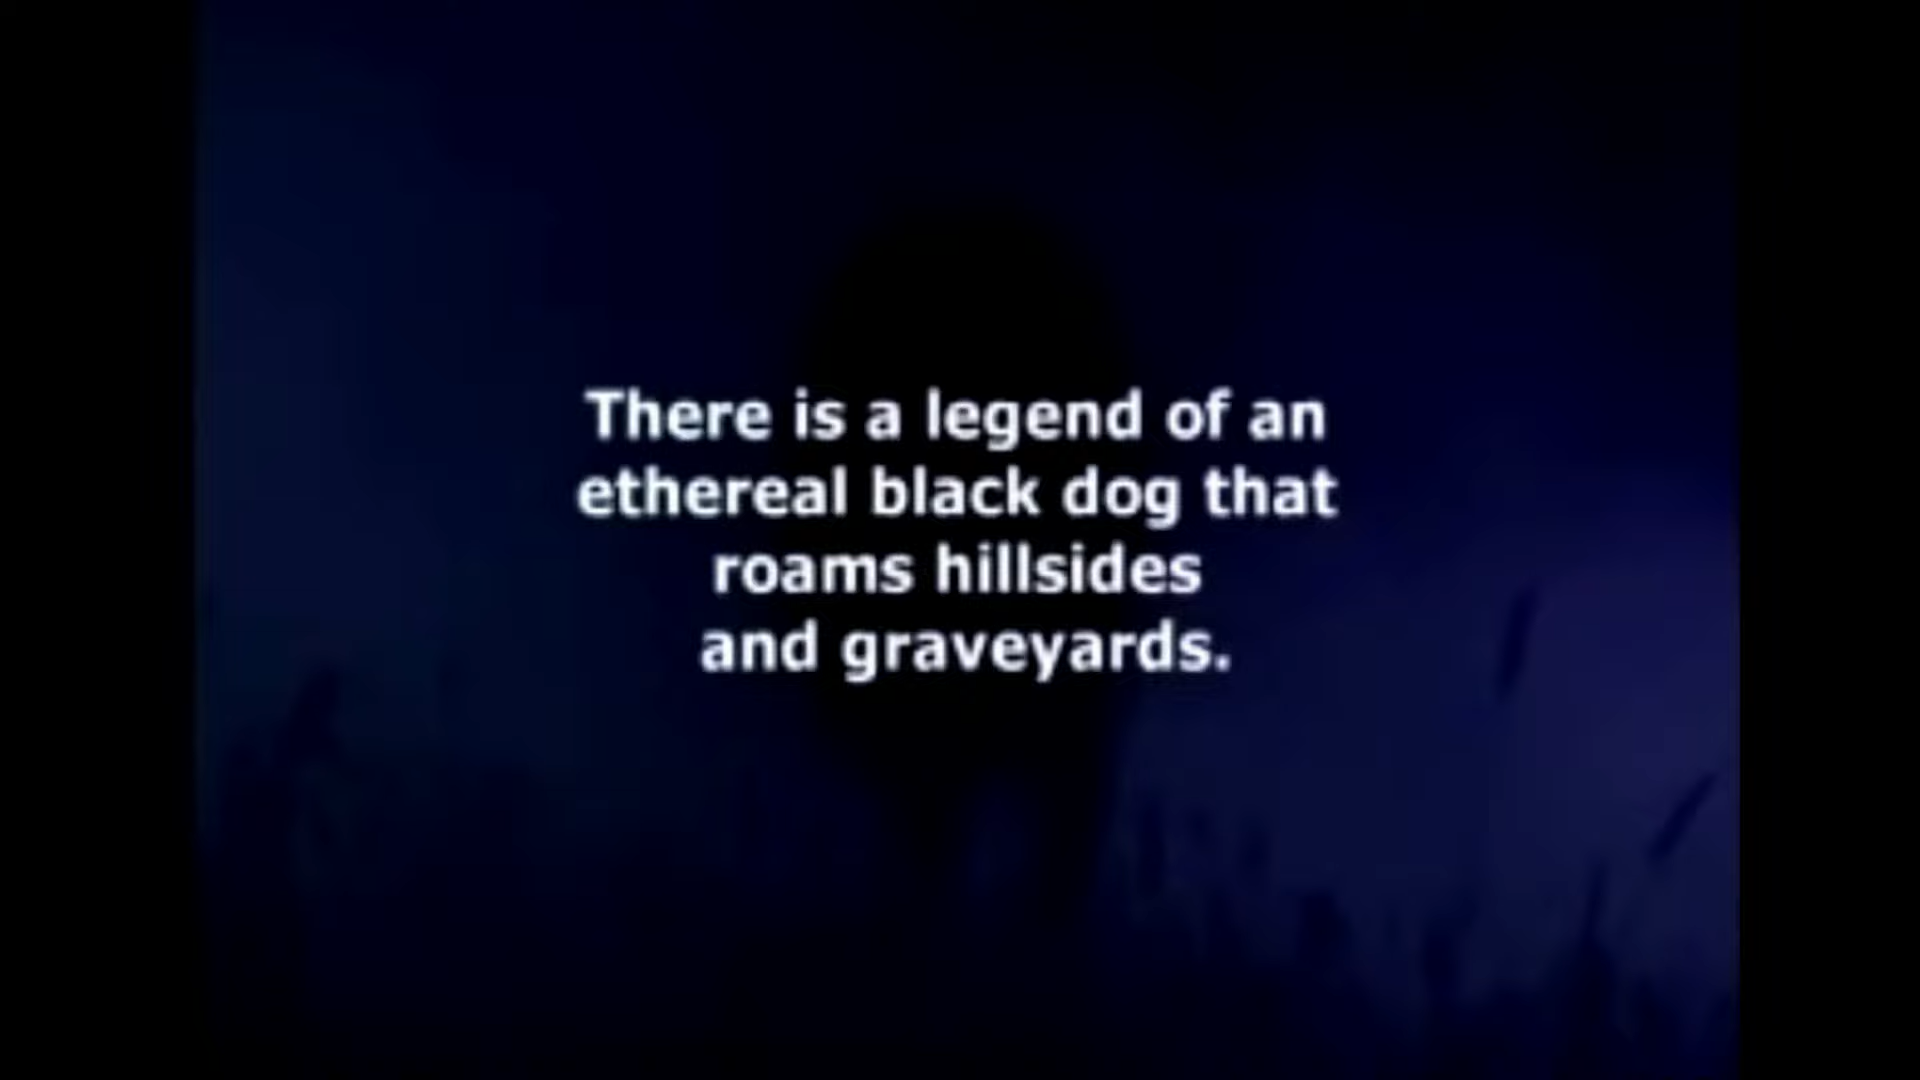 There is a legend of an
ethereal black dog that
roams hillsides
and graveyards.